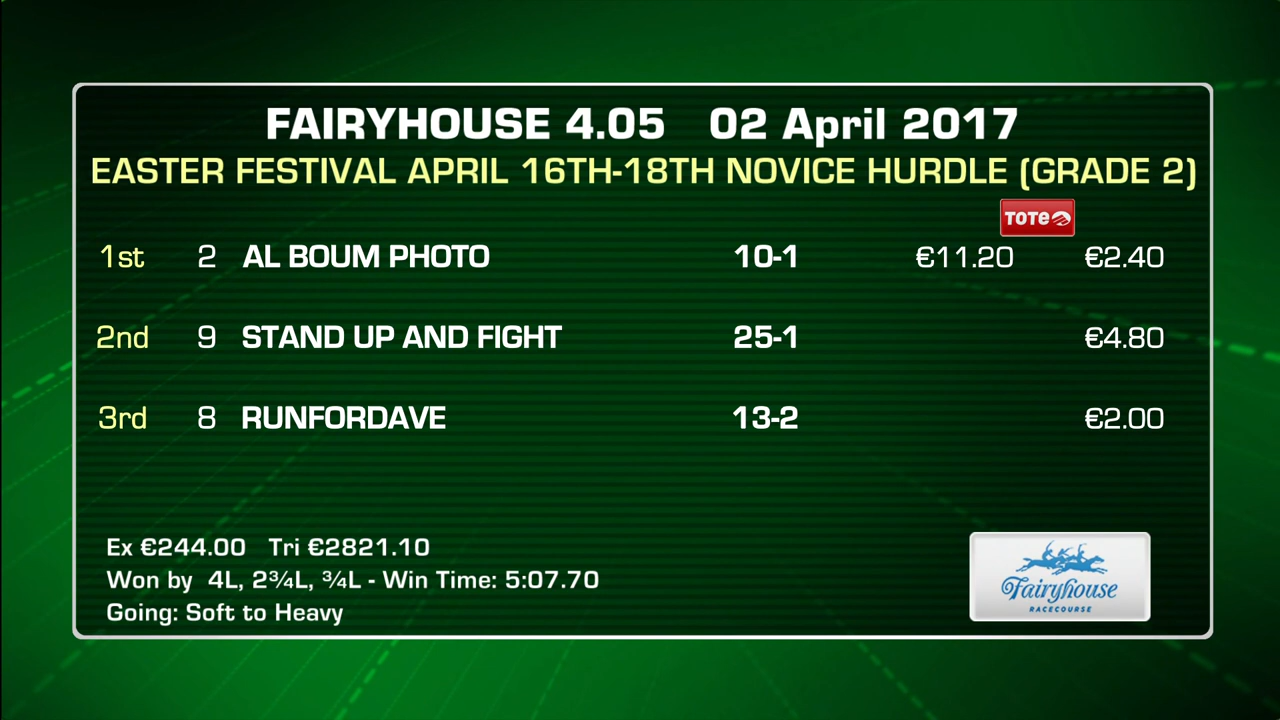 FAIRYHOUSE 4.05 02 April 2017
EASTER FESTIVAL APRIL 16TH-18TH NOVICE HURDLE (GRADE 2)
TOTE
1st 2 AL BOUM PHOTO 10-1 €11.20 €2.40
2nd 9 STAND UP AND FIGHT 25-1 €4.80
3rd 8 RUNFORDAVE 13-2 €2.00
Ex €244.00 Tri €2821.10
Won by 4L, 2¾L, ¾L - Win Time: 5:07.70
Going: Soft to Heavy
Fairyhouse
RACECOURSE